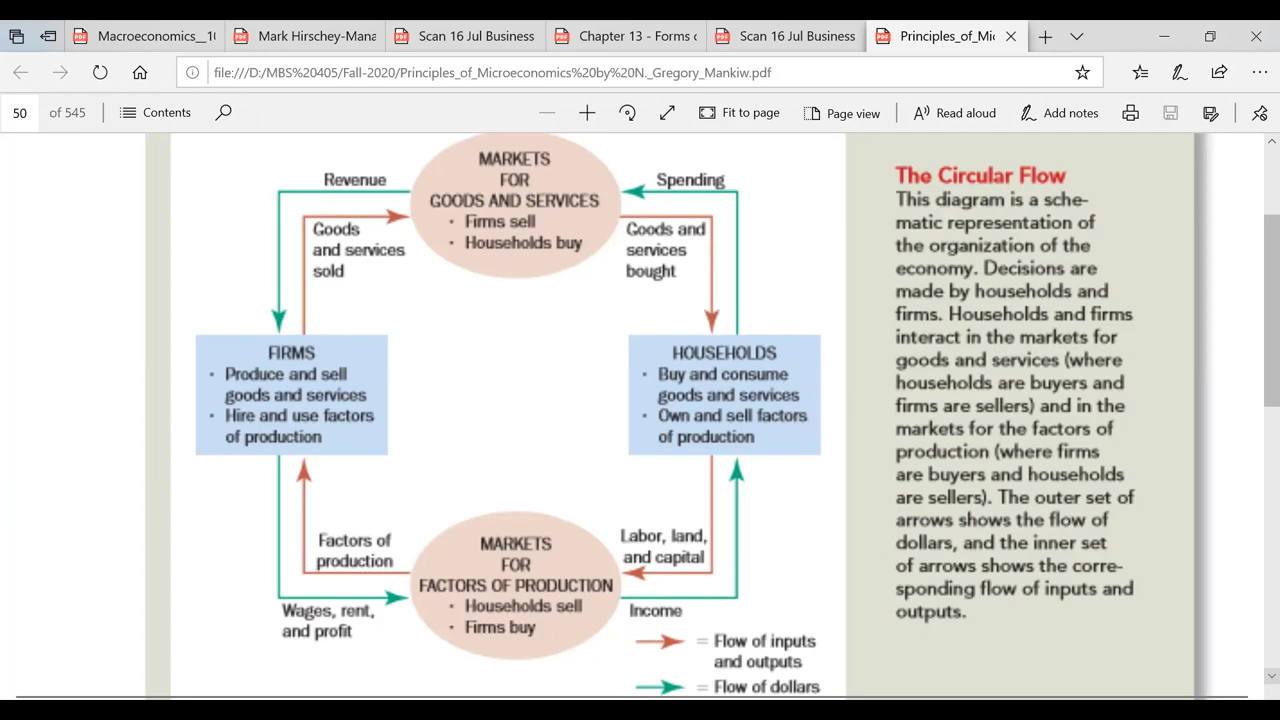 Macroeconomics__10
Mark Hirschey-Mana
Scan 16 Jul Business
Chapter 13 - Forms o
Scan 16 Jul Business
Principles_of_Mi
file:///D:/MBS%20405/Fall-2020/Principles_of_Microeconomics%20by%20N._Gregory_Mankiw.pdf
50 of 545 Contents Fit to page Page view Read aloud Add notes
MARKETS
FOR
GOODS AND SERVICES
· Firms sell
· Households buy
Revenue
Spending
Goods
and services
sold
Goods and
services
bought
FIRMS
· Produce and sell
goods and services
· Hire and use factors
of production
HOUSEHOLDS
· Buy and consume
goods and services
· Own and sell factors
of production
Factors of
production
Labor, land,
and capital
MARKETS
FOR
FACTORS OF PRODUCTION
· Households sell
· Firms buy
Wages, rent,
and profit
Income
= Flow of inputs
and outputs
= Flow of dollars
The Circular Flow
This diagram is a sche-
matic representation of
the organization of the
economy. Decisions are
made by households and
firms. Households and firms
interact in the markets for
goods and services (where
households are buyers and
firms are sellers) and in the
markets for the factors of
production (where firms
are buyers and households
are sellers). The outer set of
arrows shows the flow of
dollars, and the inner set
of arrows shows the corre-
sponding flow of inputs and
outputs.